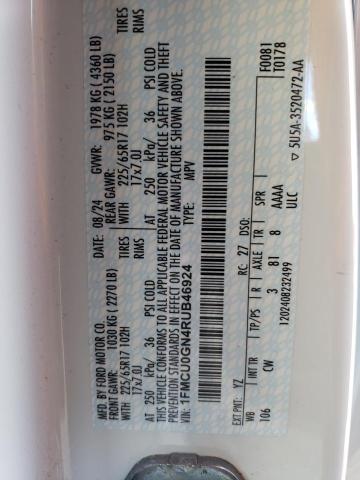 MFD. BY FORD MOTOR CO.
DATE: 08/24 GVWR: 1978 KG ( 4360 LB)
FRONT GAWR: 1030 KG (2270 LB) REAR GAWR: 975 KG ( 2150 LB)
WITH 225/65R17 102H TIRES WITH 225/65R17 102H TIRES
17x7.0J RIMS 17x7.0J RIMS
AT 250 kPa/ 36 PSI COLD AT 250 kPa/ 36 PSI COLD
THIS VEHICLE CONFORMS TO ALL APPLICABLE FEDERAL MOTOR VEHICLE SAFETY AND THEFT
PREVENTION STANDARDS IN EFFECT ON THE DATE OF MANUFACTURE SHOWN ABOVE.
VIN: 1FMCU0GN4RUB46924
TYPE: MPV
F0081
T0178
EXT PNT: YZ RC: 27 DSO:
WB INT TR TP/PS R AXLE TR SPR
106 CW 3 81 8 AAAA
ULC
1202408232499
▽ 5U5A-3520472-AA